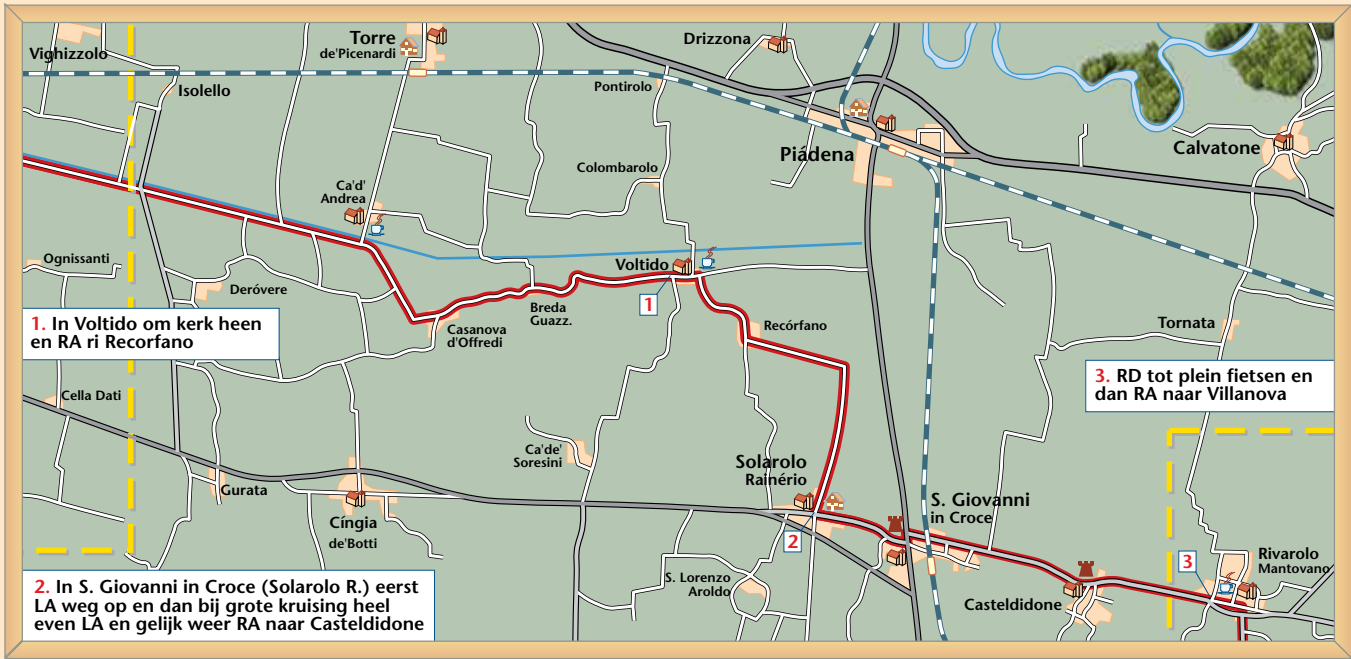 Vighizzolo
Torre
de'Picenardi
Drizzona
Isolello
Pontirolo
Piádena
Calvatone
Colombarolo
Ca'd'
Andrea
Ognissanti
Deróvere
Voltido
1
Breda
Guazz.
Casanova
d'Offredi
Recórfano
Tornata
1. In Voltido om kerk heen
en RA ri Recorfano
3. RD tot plein fietsen en
dan RA naar Villanova
Cella Dati
Ca'de'
Soresini
Solarolo
Rainério
Gurata
Cíngia
de'Botti
2
S. Giovanni
in Croce
3
Rivarolo
Mantovano
S. Lorenzo
Aroldo
Casteldidone
2. In S. Giovanni in Croce (Solarolo R.) eerst
LA weg op en dan bij grote kruising heel
even LA en gelijk weer RA naar Casteldidone